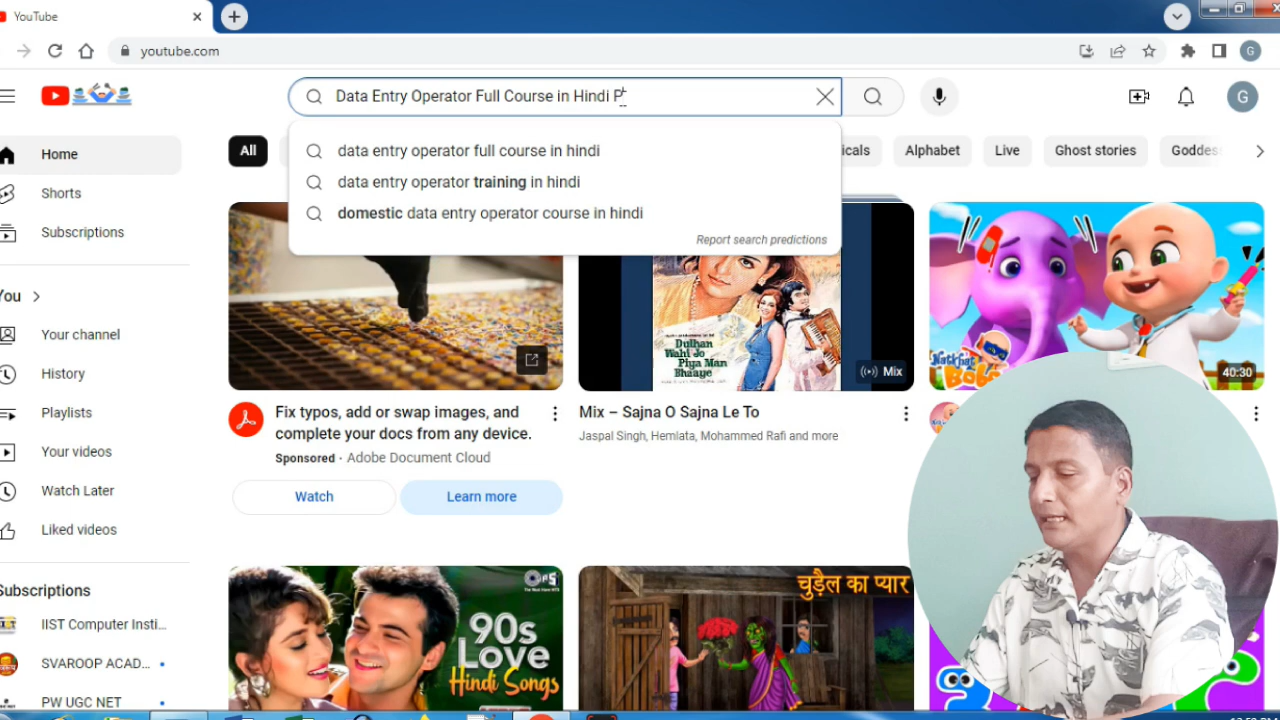 YouTube
youtube.com
G
Data Entry Operator Full Course in Hindi P
G
data entry operator full course in hindi
data entry operator training in hindi
domestic data entry operator course in hindi
Report search predictions
All
Alphabet
Live
Ghost stories
Home
Shorts
Subscriptions
You
Your channel
History
Playlists
Your videos
Watch Later
Liked videos
Subscriptions
IIST Computer Insti...
SVAROOP ACAD...
PW UGC NET
Dulhan
Wahi Jo
Piya Man
Bhaaye
Mix
Natkhat
40:30
Fix typos, add or swap images, and
complete your docs from any device.
Sponsored · Adobe Document Cloud
Watch
Learn more
Mix – Sajna O Sajna Le To
Jaspal Singh, Hemlata, Mohammed Rafi and more
90s
Love
Hindi Songs
चुड़ैल का प्यार